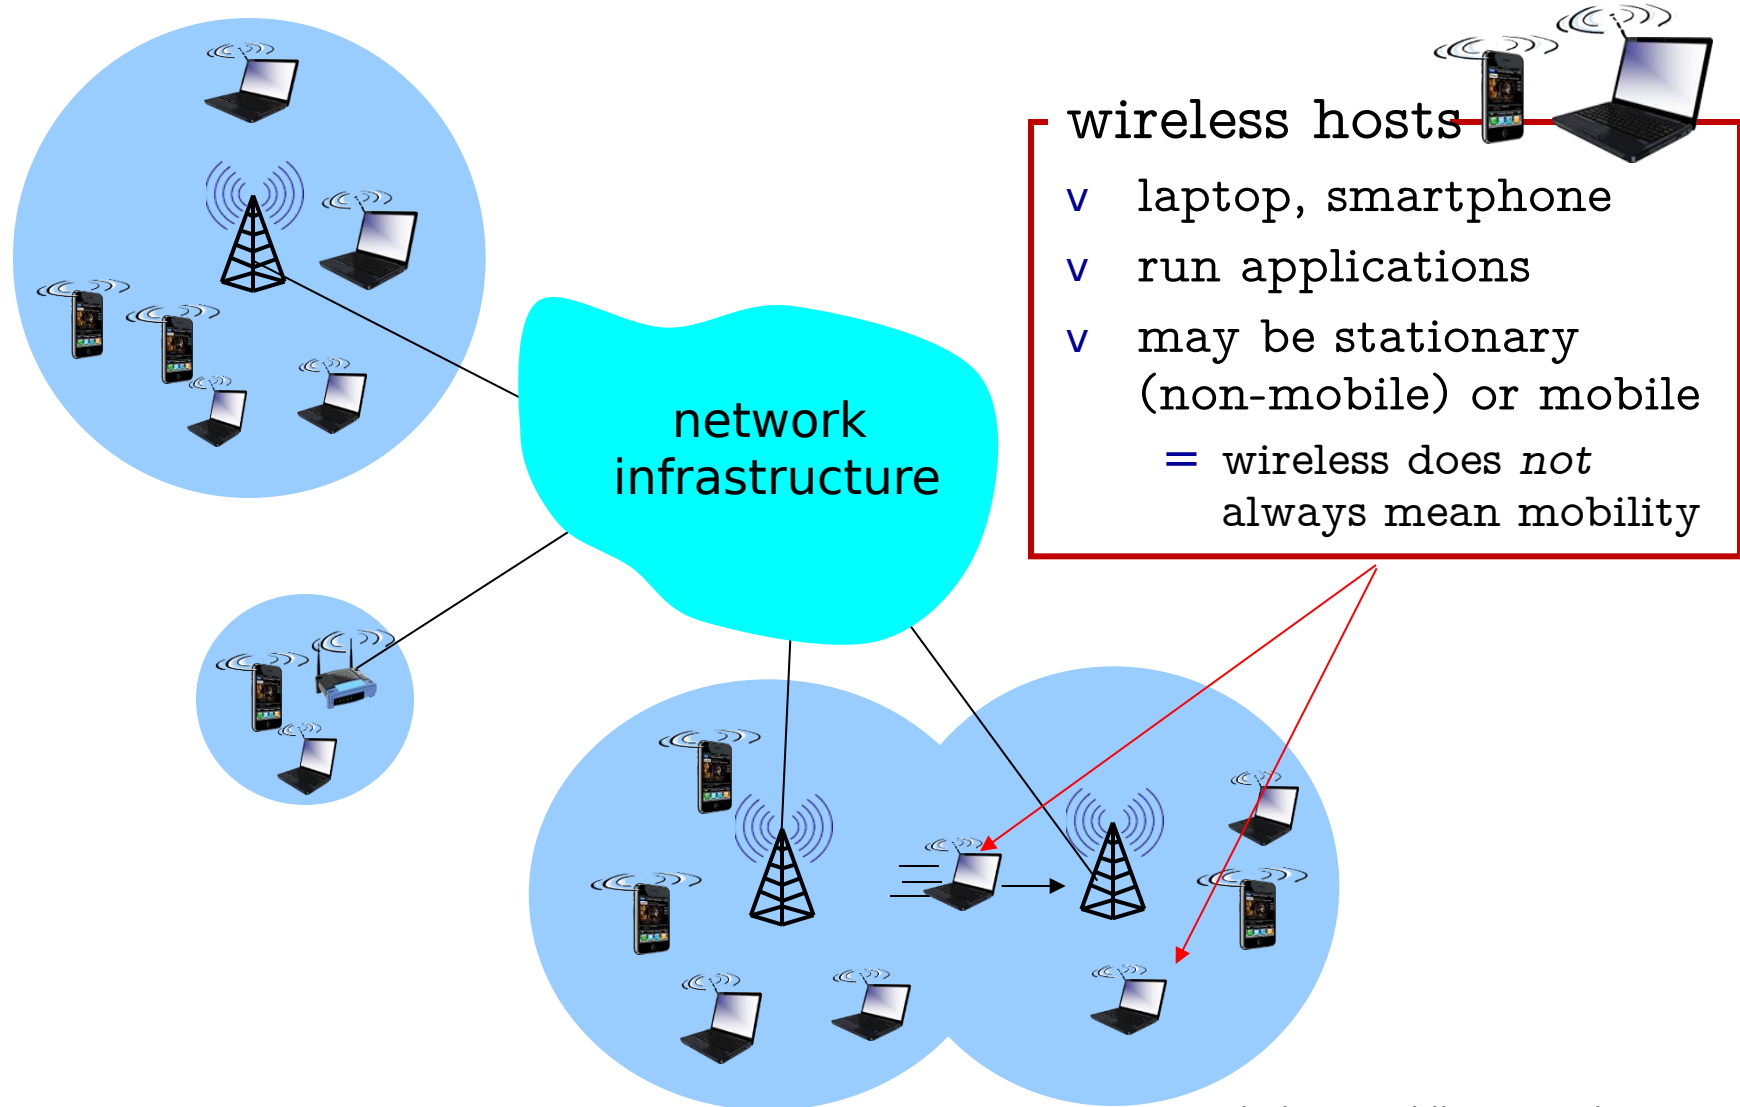 wireless hosts
v laptop, smartphone
v run applications
v may be stationary
(non-mobile) or mobile
= wireless does not
always mean mobility
network
infrastructure